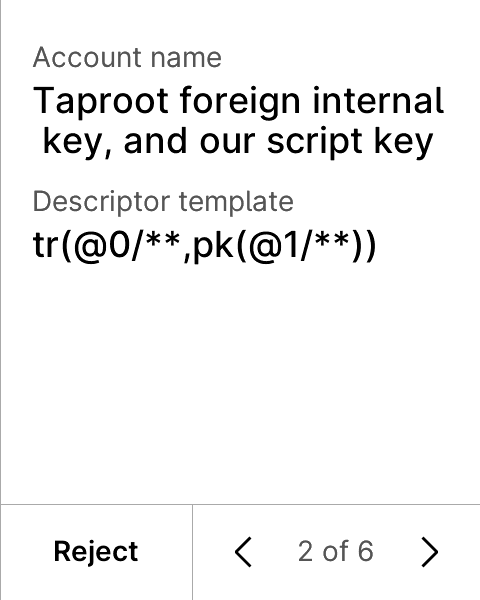 Account name
Taproot foreign internal
key, and our script key
Descriptor template
tr(@0/**,pk(@1/**))
Reject
2 of 6